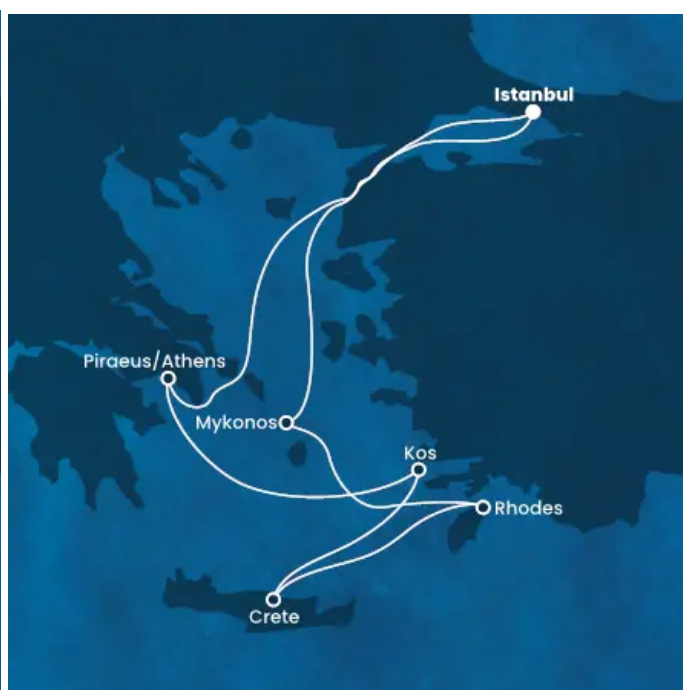 Istanbul
Piraeus/Athens
Mykonos
Kos
Rhodes
Crete